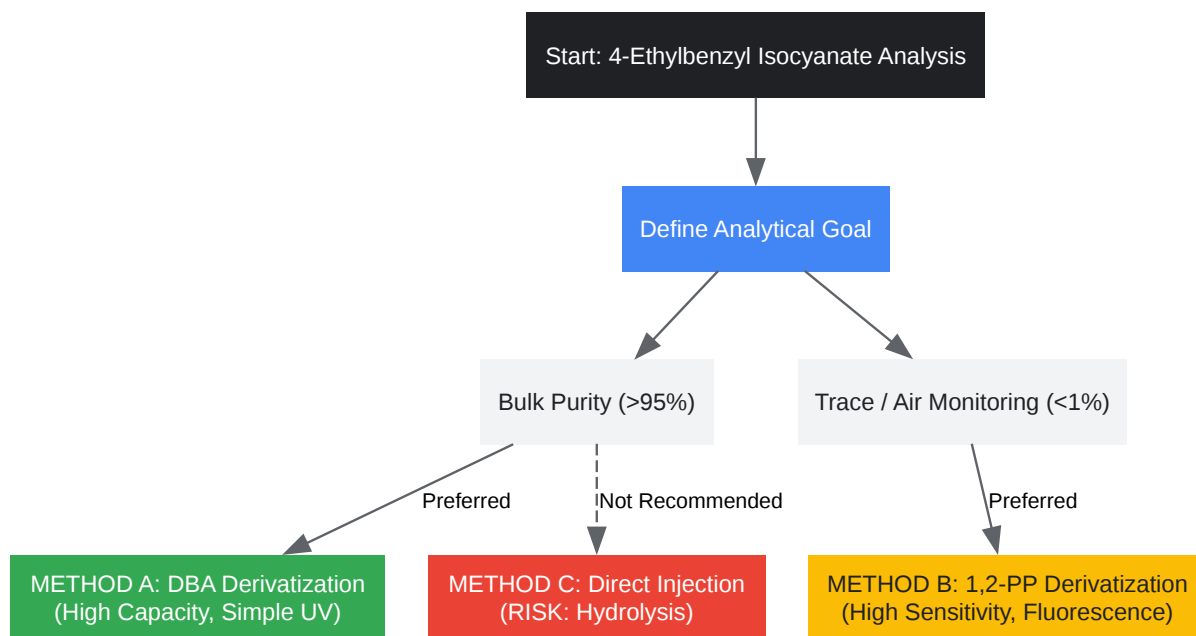 Start: 4-Ethylbenzyl Isocyanate Analysis
Define Analytical Goal
Bulk Purity (>95%)
Trace / Air Monitoring (<1%)
Preferred
Not Recommended
Preferred
METHOD A: DBA Derivatization
(High Capacity, Simple UV)
METHOD C: Direct Injection
(RISK: Hydrolysis)
METHOD B: 1,2-PP Derivatization
(High Sensitivity, Fluorescence)